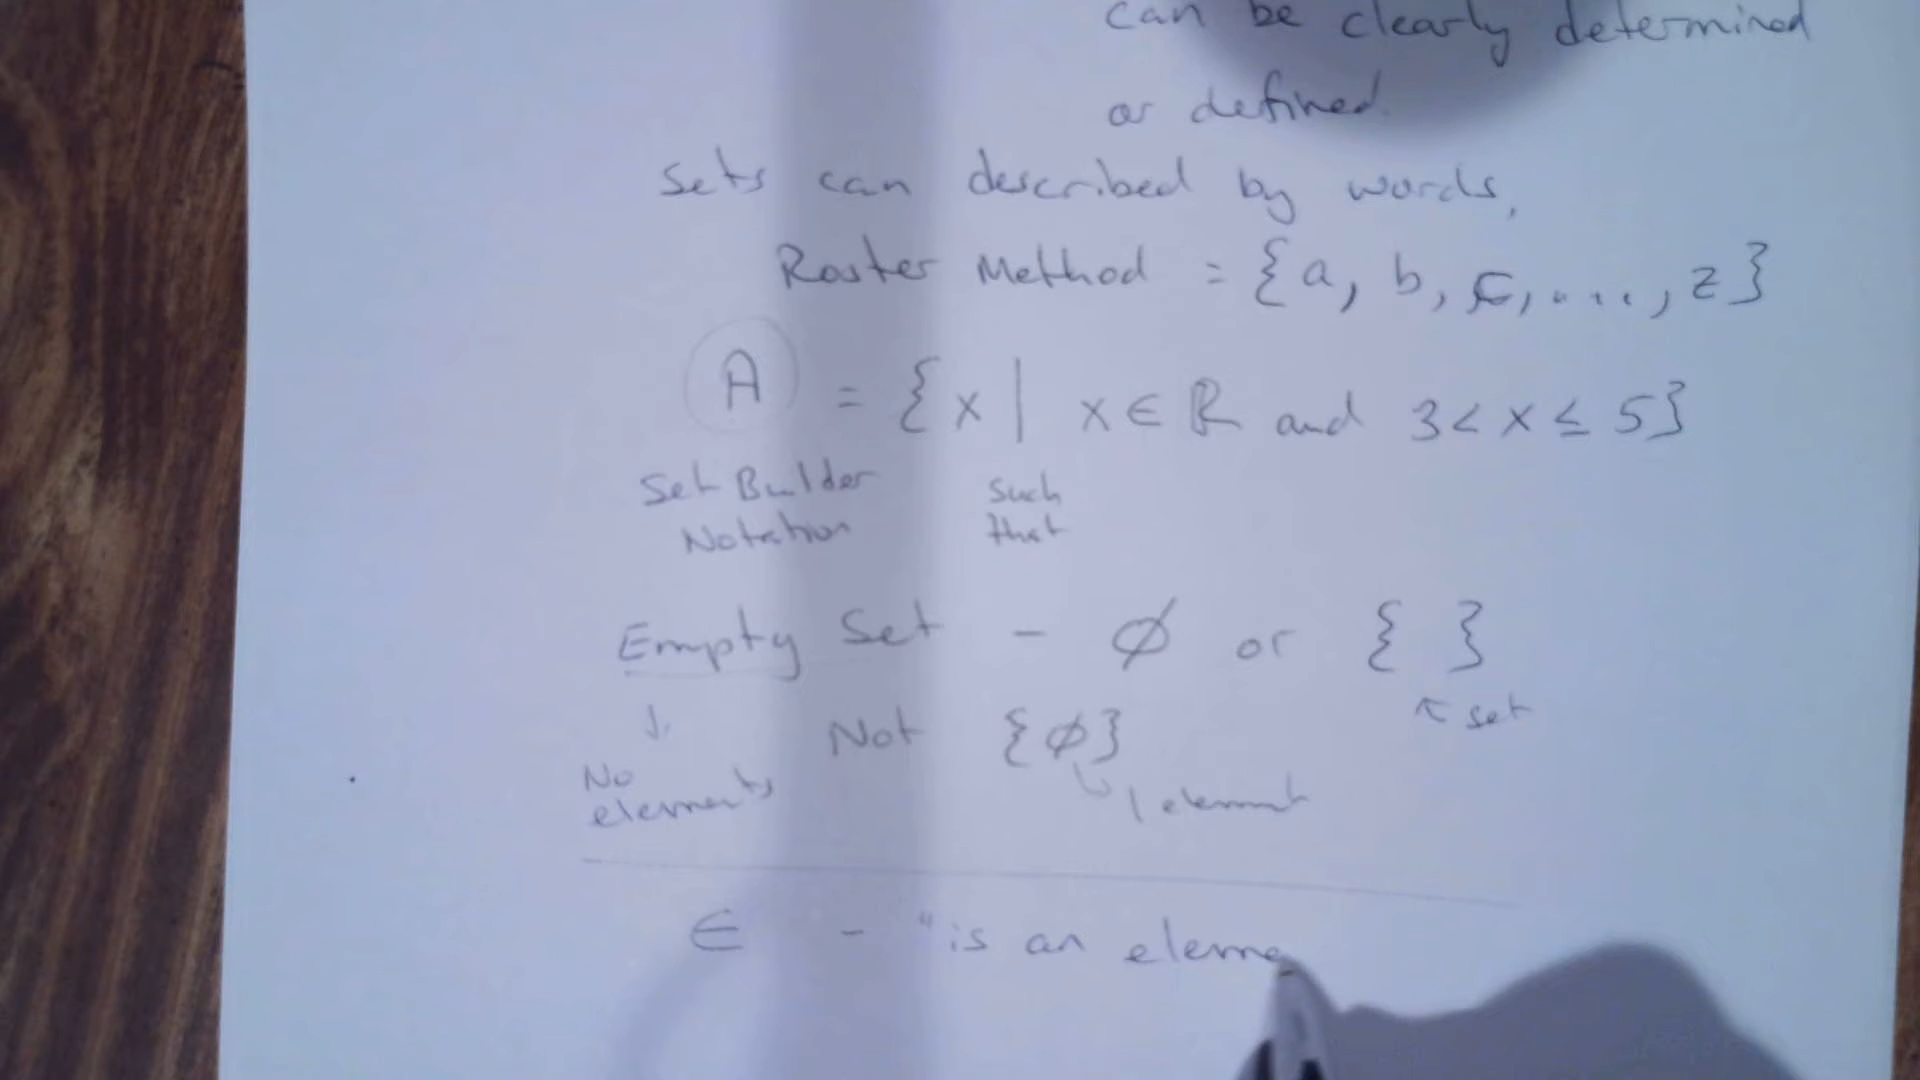 can be clearly determined
or defined.
Sets can described by words,
Roster Method = {a, b, c, ..., z}
A = {x | x ∈ ℝ and 3 < x ≤ 5}
Set Builder such
Notation that
Empty Set - Ø or { }
↓ Not {Ø} ↖ set
No
elements 1 element
∈ - "is an eleme